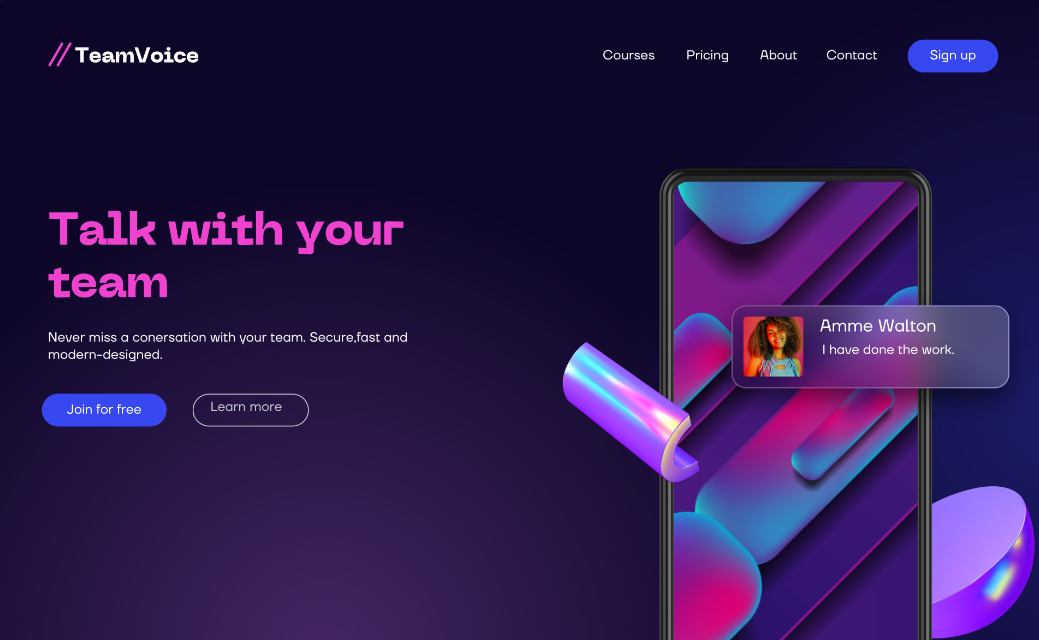 // TeamVoice
Courses Pricing About Contact Sign up
Talk with your
team
Never miss a conersation with your team. Secure,fast and
modern-designed.
Join for free Learn more
Amme Walton
I have done the work.